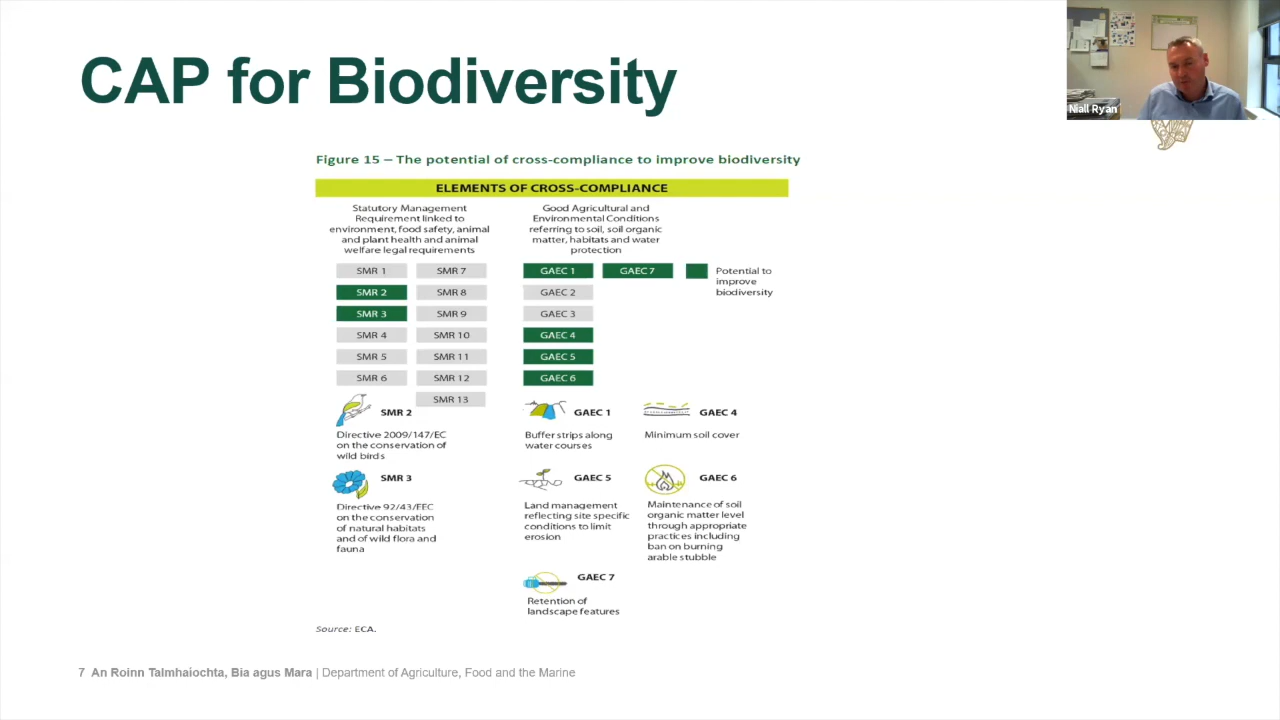 CAP for Biodiversity
Niall Ryan
Figure 15 – The potential of cross-compliance to improve biodiversity
ELEMENTS OF CROSS-COMPLIANCE
Statutory Management
Requirement linked to
environment, food safety, animal
and plant health and animal
welfare legal requirements
Good Agricultural and
Environmental Conditions
referring to soil, soil organic
matter, habitats and water
protection
SMR 1
SMR 7
GAEC 1
GAEC 7
Potential to
improve
biodiversity
SMR 2
SMR 8
GAEC 2
SMR 3
SMR 9
GAEC 3
SMR 4
SMR 10
GAEC 4
SMR 5
SMR 11
GAEC 5
SMR 6
SMR 12
GAEC 6
SMR 13
SMR 2
Directive 2009/147/EC
on the conservation of
wild birds
GAEC 1
Buffer strips along
water courses
GAEC 4
Minimum soil cover
SMR 3
Directive 92/43/EEC
on the conservation
of natural habitats
and of wild flora and
fauna
GAEC 5
Land management
reflecting site specific
conditions to limit
erosion
GAEC 6
Maintenance of soil
organic matter level
through appropriate
practices including
ban on burning
arable stubble
GAEC 7
Retention of
landscape features
Source: ECA.
7 An Roinn Talmhaíochta, Bia agus Mara | Department of Agriculture, Food and the Marine